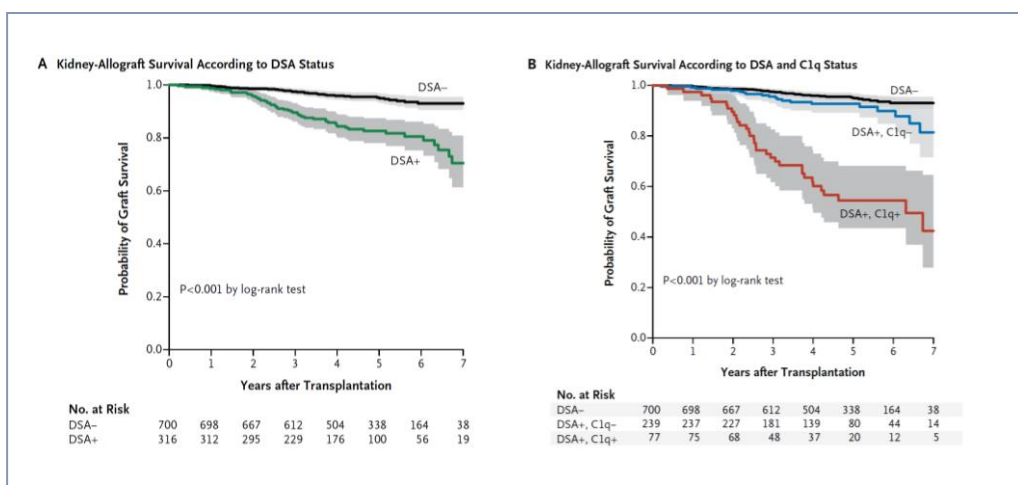 A Kidney-Allograft Survival According to DSA Status
Probability of Graft Survival
1.0
0.8
0.6
0.4
0.2
0.0
DSA–
DSA+
P<0.001 by log-rank test
0 1 2 3 4 5 6 7
Years after Transplantation
No. at Risk
DSA– 700 698 667 612 504 338 164 38
DSA+ 316 312 295 229 176 100 56 19
B Kidney-Allograft Survival According to DSA and C1q Status
Probability of Graft Survival
1.0
0.8
0.6
0.4
0.2
0.0
DSA–
DSA+, C1q–
DSA+, C1q+
P<0.001 by log-rank test
0 1 2 3 4 5 6 7
Years after Transplantation
No. at Risk
DSA– 700 698 667 612 504 338 164 38
DSA+, C1q– 239 237 227 181 139 80 44 14
DSA+, C1q+ 77 75 68 48 37 20 12 5